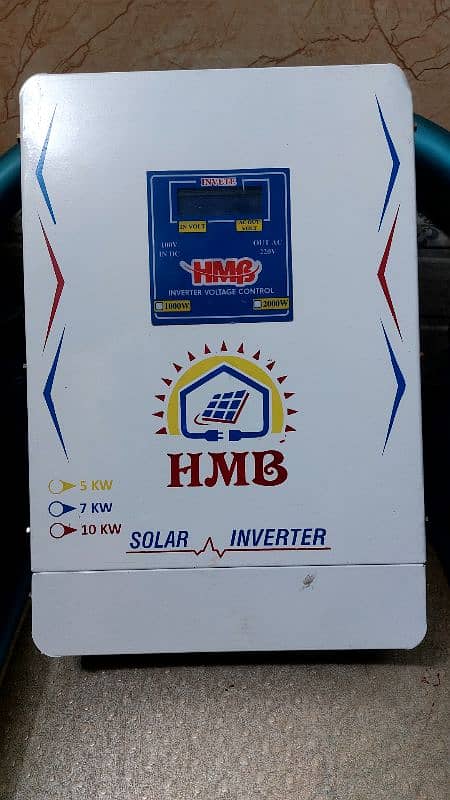 INVETE
IN VOLT
AC OUT VOLT
100V
IN DC
OUT AC
220V
HMB
INVERTER VOLTAGE CONTROL
1000W
2000W
HMB
5 KW
7 KW
10 KW
SOLAR INVERTER